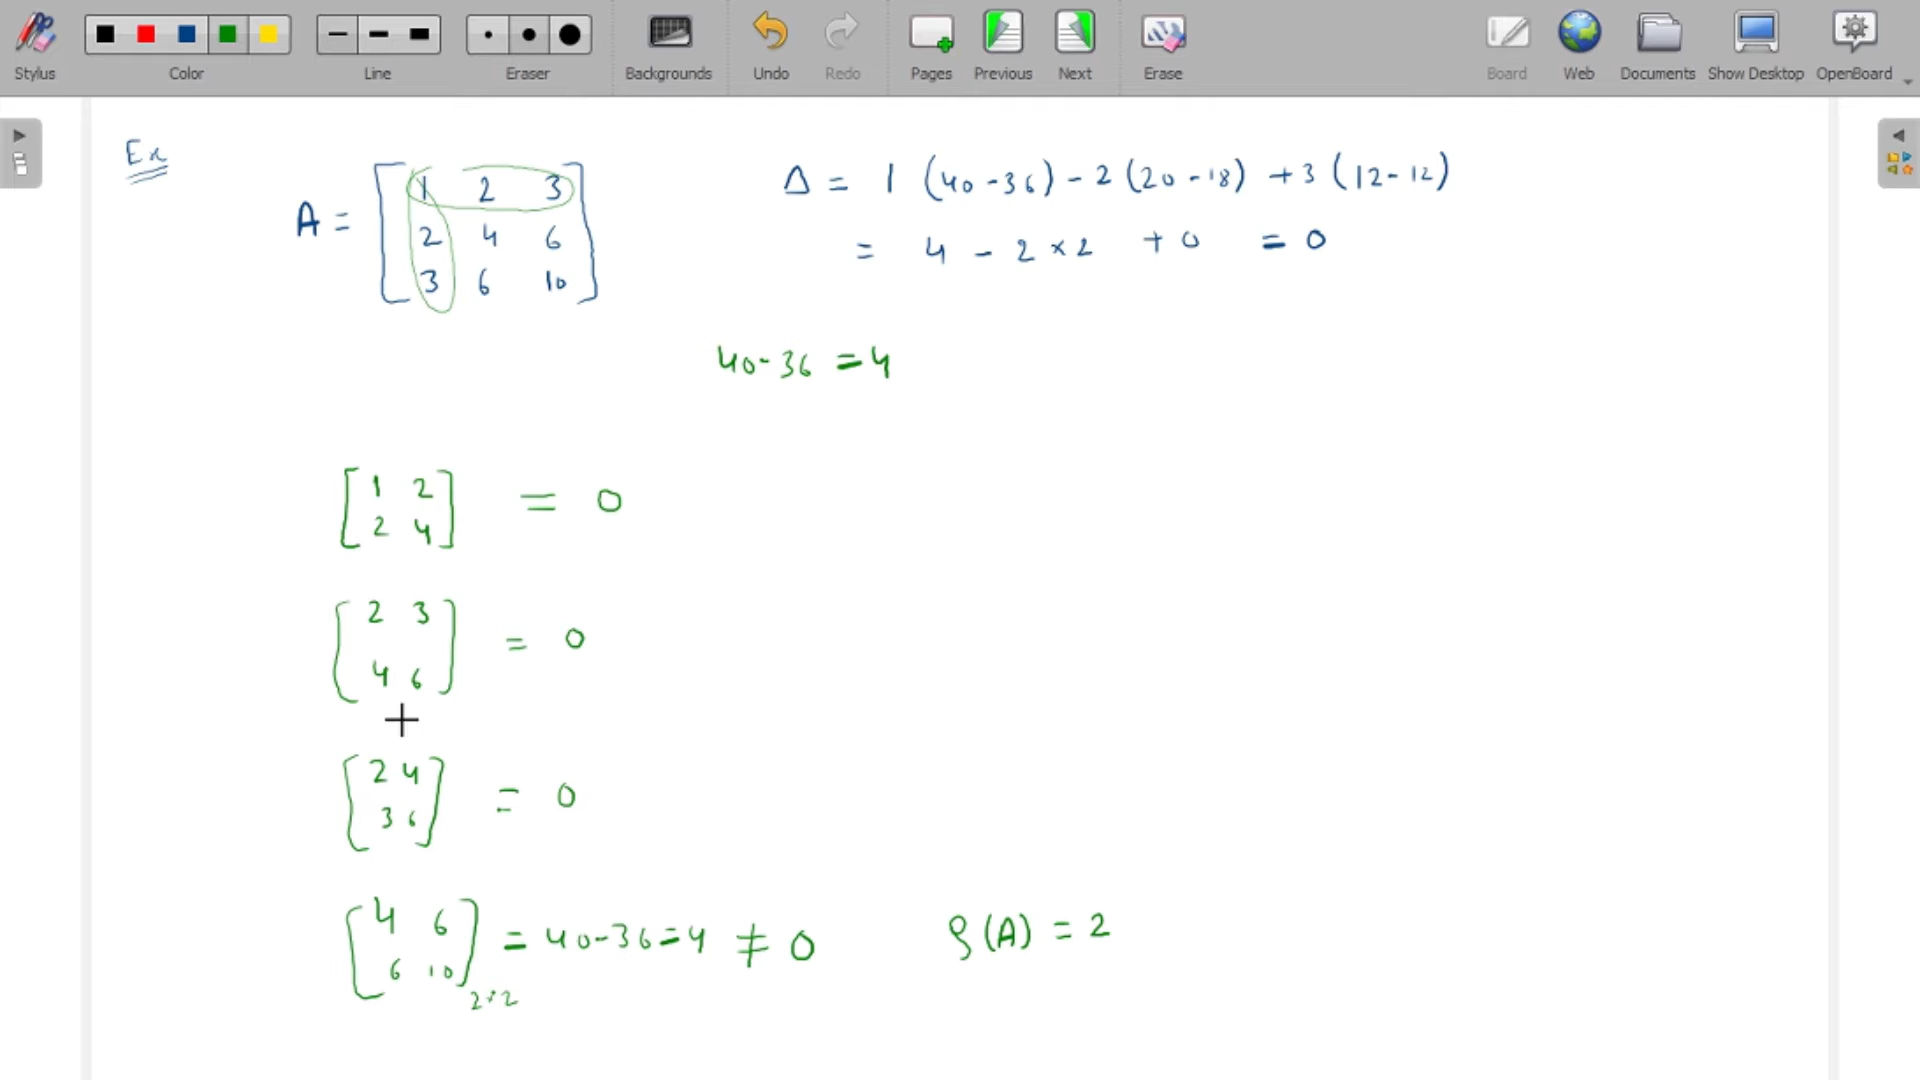 Stylus Color Line Eraser Backgrounds Undo Redo Pages Previous Next Erase Board Web Documents Show Desktop OpenBoard
Ex
A = [ 1 2 3
2 4 6
3 6 10 ]
Δ = 1 (40-36) - 2 (20-18) + 3 (12-12)
= 4 - 2×2 + 0 = 0
40-36 = 4
[ 1 2
2 4 ] = 0
[ 2 3
4 6 ] = 0
[ 2 4
3 6 ] = 0
[ 4 6
6 10 ] 2×2 = 40-36=4 ≠ 0
ρ(A) = 2